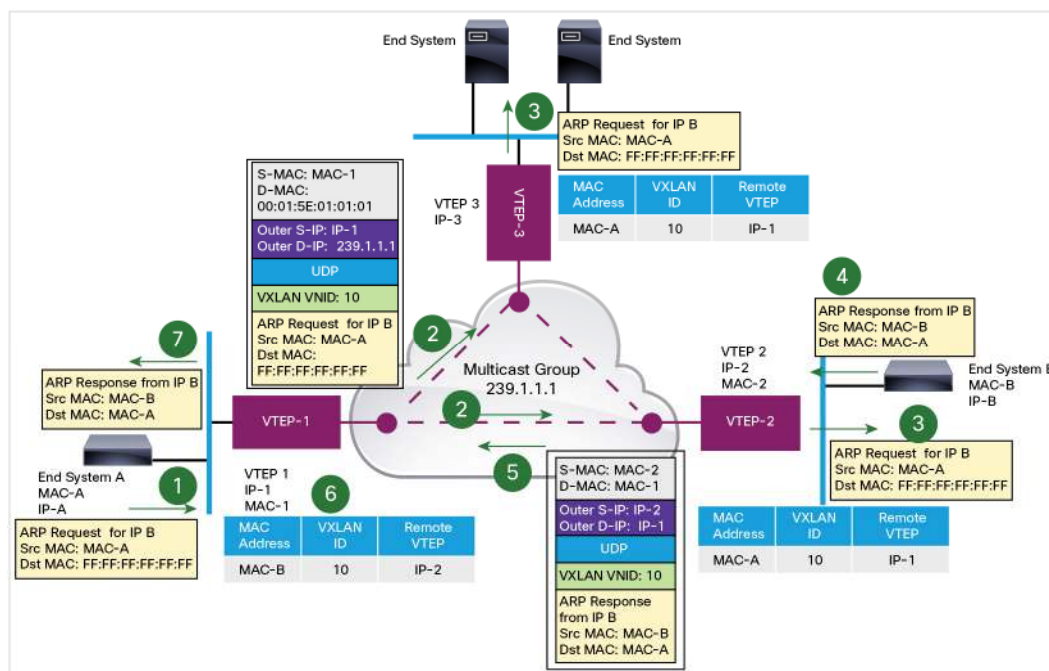 End System
End System
3
ARP Request for IP B
Src MAC: MAC-A
Dst MAC: FF:FF:FF:FF:FF:FF
S-MAC: MAC-1
D-MAC:
00:01:5E:01:01:01
Outer S-IP: IP-1
Outer D-IP: 239.1.1.1
UDP
VXLAN VNID: 10
ARP Request for IP B
Src MAC: MAC-A
Dst MAC:
FF:FF:FF:FF:FF:FF
VTEP 3
IP-3
VTEP-3
MAC Address VXLAN ID Remote VTEP
MAC-A 10 IP-1
2
Multicast Group
239.1.1.1
2
4
ARP Response from IP B
Src MAC: MAC-B
Dst MAC: MAC-A
7
ARP Response from IP B
Src MAC: MAC-B
Dst MAC: MAC-A
VTEP-1
VTEP 2
IP-2
MAC-2
VTEP-2
End System B
MAC-B
IP-B
3
ARP Request for IP B
Src MAC: MAC-A
Dst MAC: FF:FF:FF:FF:FF:FF
End System A
MAC-A
IP-A
1
ARP Request for IP B
Src MAC: MAC-A
Dst MAC: FF:FF:FF:FF:FF:FF
VTEP 1
IP-1
MAC-1
6
MAC Address VXLAN ID Remote VTEP
MAC-B 10 IP-2
5
S-MAC: MAC-2
D-MAC: MAC-1
Outer S-IP: IP-2
Outer D-IP: IP-1
UDP
VXLAN VNID: 10
ARP Response
from IP B
Src MAC: MAC-B
Dst MAC: MAC-A
MAC Address VXLAN ID Remote VTEP
MAC-A 10 IP-1